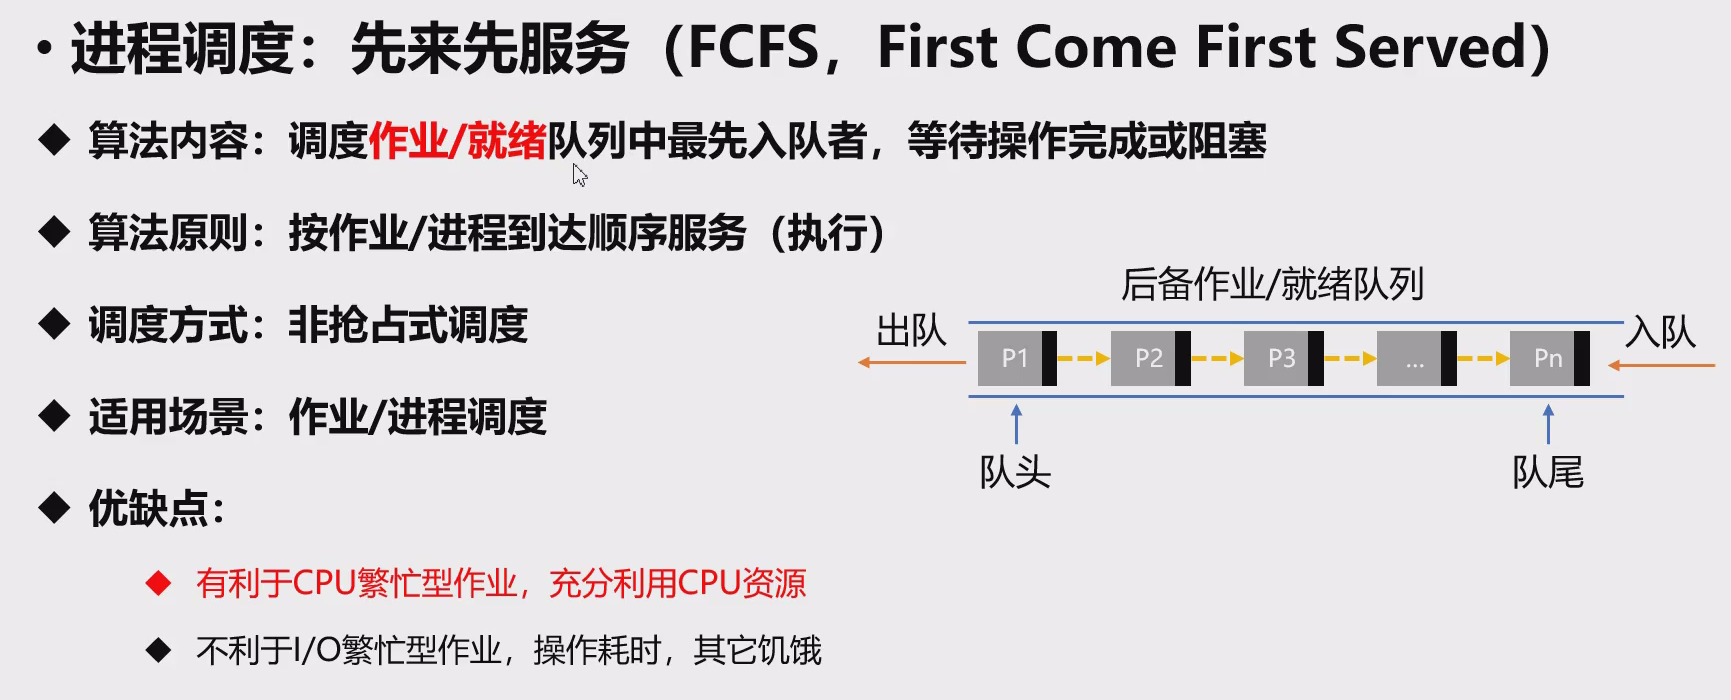 • 进程调度：先来先服务（FCFS，First Come First Served）
◆ 算法内容：调度作业/就绪队列中最先入队者，等待操作完成或阻塞
◆ 算法原则：按作业/进程到达顺序服务（执行）
◆ 调度方式：非抢占式调度
◆ 适用场景：作业/进程调度
◆ 优缺点：
◆ 有利于CPU繁忙型作业，充分利用CPU资源
◆ 不利于I/O繁忙型作业，操作耗时，其它饥饿
后备作业/就绪队列
出队
P1 P2 P3 ... Pn
入队
队头
队尾